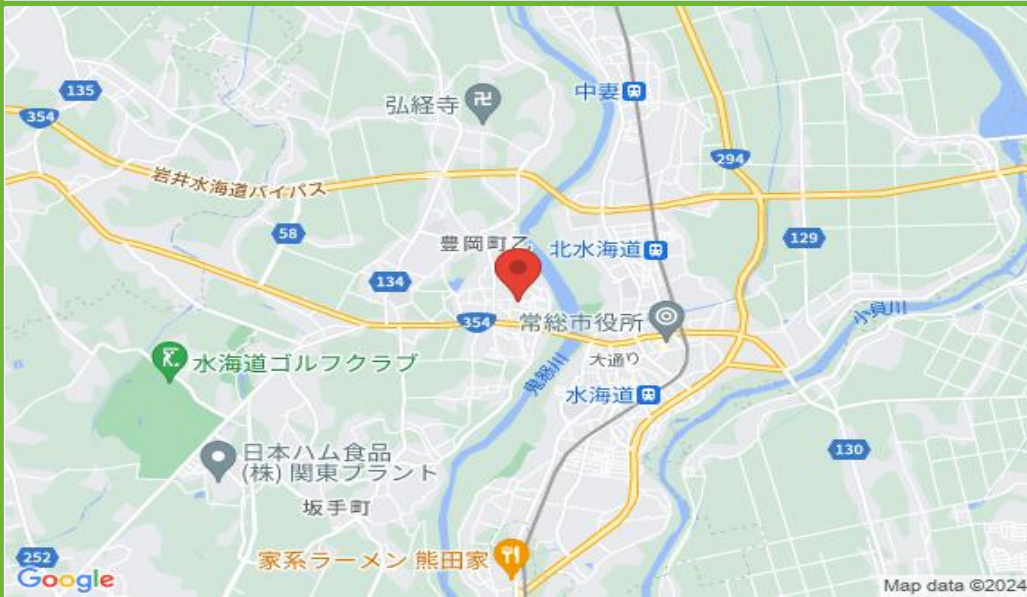 中妻
135
弘経寺
354
294
岩井水海道バイパス
58
129
豊岡町乙
北水海道
134
小貝川
354
常総市役所
水海道ゴルフクラブ
大通り
鬼怒川
水海道
日本ハム食品
(株) 関東プラント
130
坂手町
252
家系ラーメン 熊田家
Google
Map data ©2024